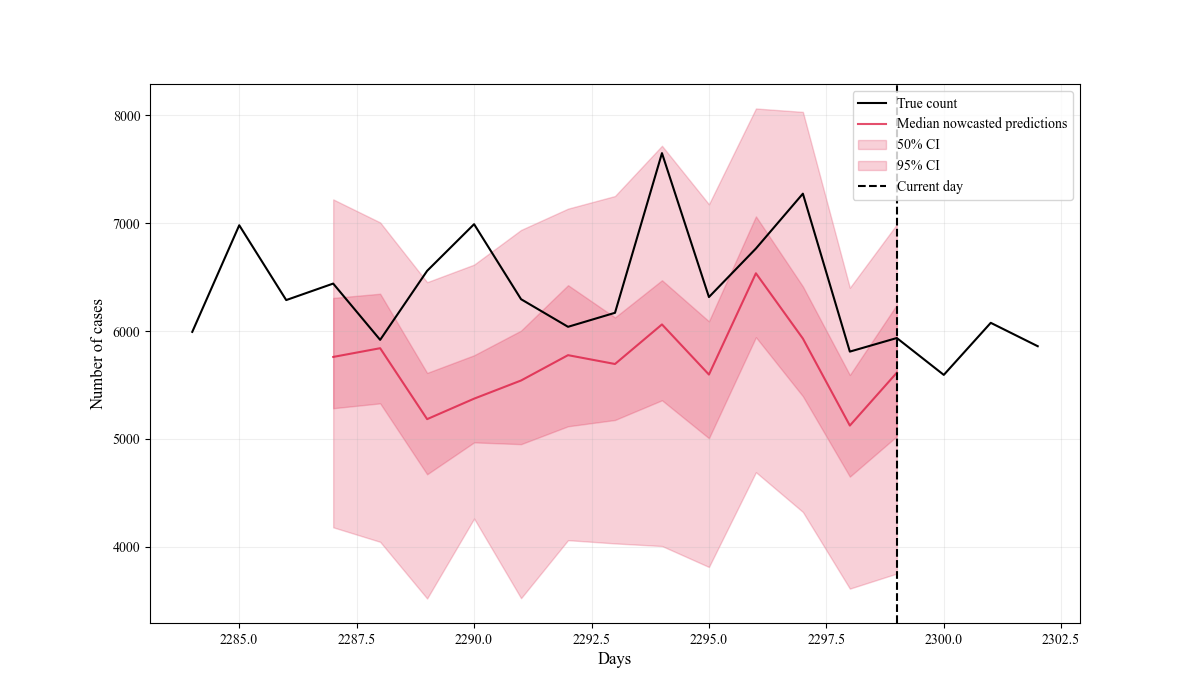 True count
Median nowcasted predictions
50% CI
95% CI
Current day
8000
7000
6000
5000
4000
Number of cases
2285.0 2287.5 2290.0 2292.5 2295.0 2297.5 2300.0 2302.5
Days